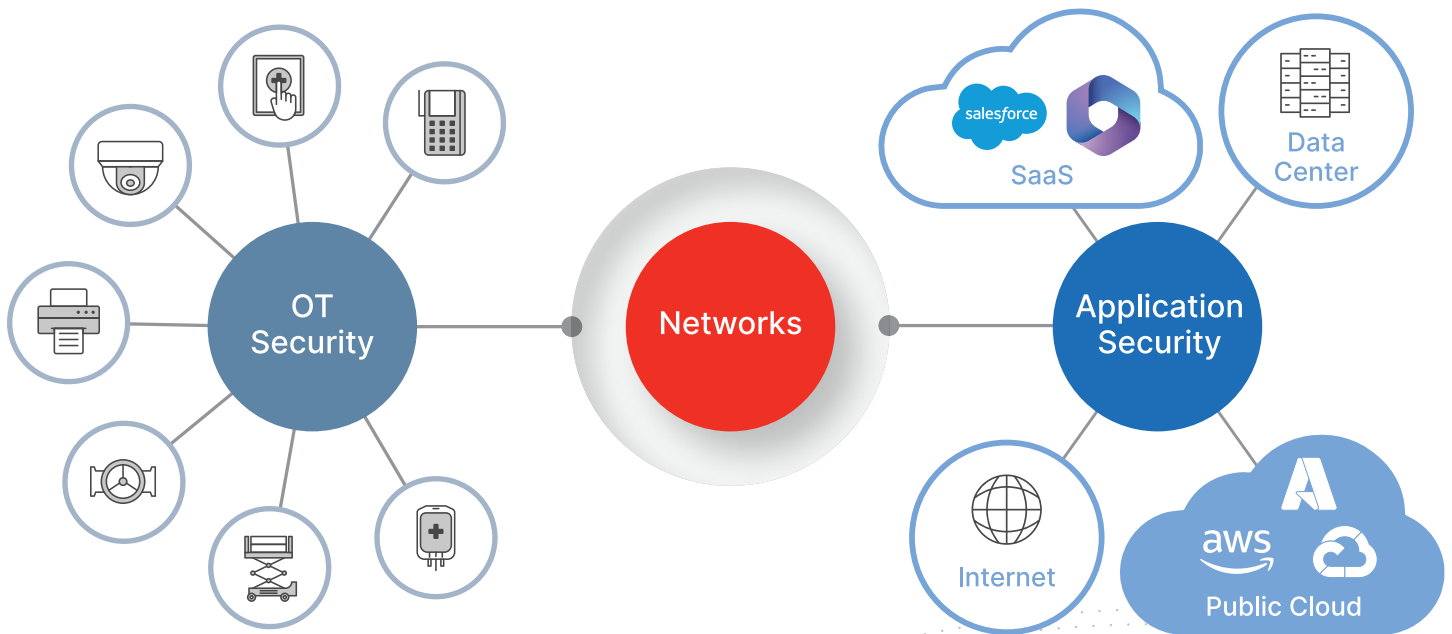 OT
Security
Networks
salesforce
SaaS
Data
Center
Application
Security
Internet
aws
Public Cloud